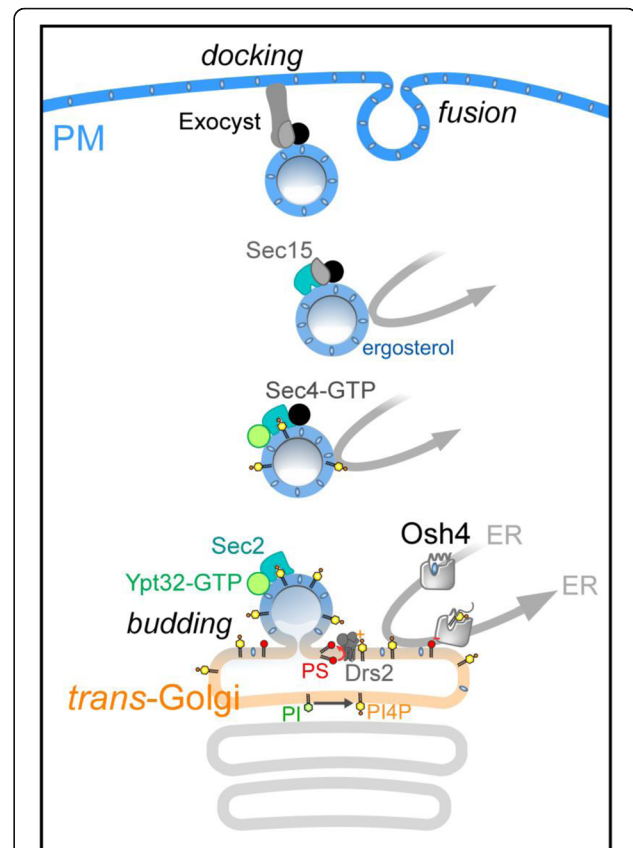 docking
Exocyst
fusion
PM
Sec15
ergosterol
Sec4-GTP
Osh4
ER
Sec2
Ypt32-GTP
ER
budding
+
PS
-
Drs2
trans-Golgi
PI
PI4P